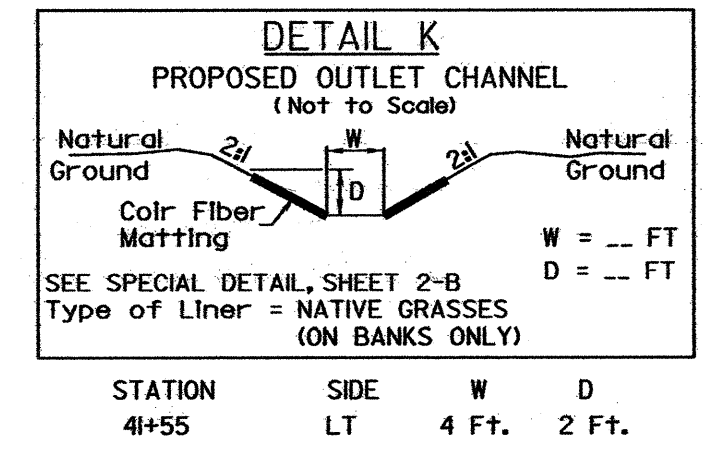 DETAIL K
PROPOSED OUTLET CHANNEL
(Not to Scale)
Natural Ground
2:1
W
2:1
Natural Ground
D
Coir Fiber Matting
W = __ FT
D = __ FT
SEE SPECIAL DETAIL, SHEET 2-B
Type of Liner = NATIVE GRASSES
(ON BANKS ONLY)
STATION SIDE W D
41+55 LT 4 Ft. 2 Ft.